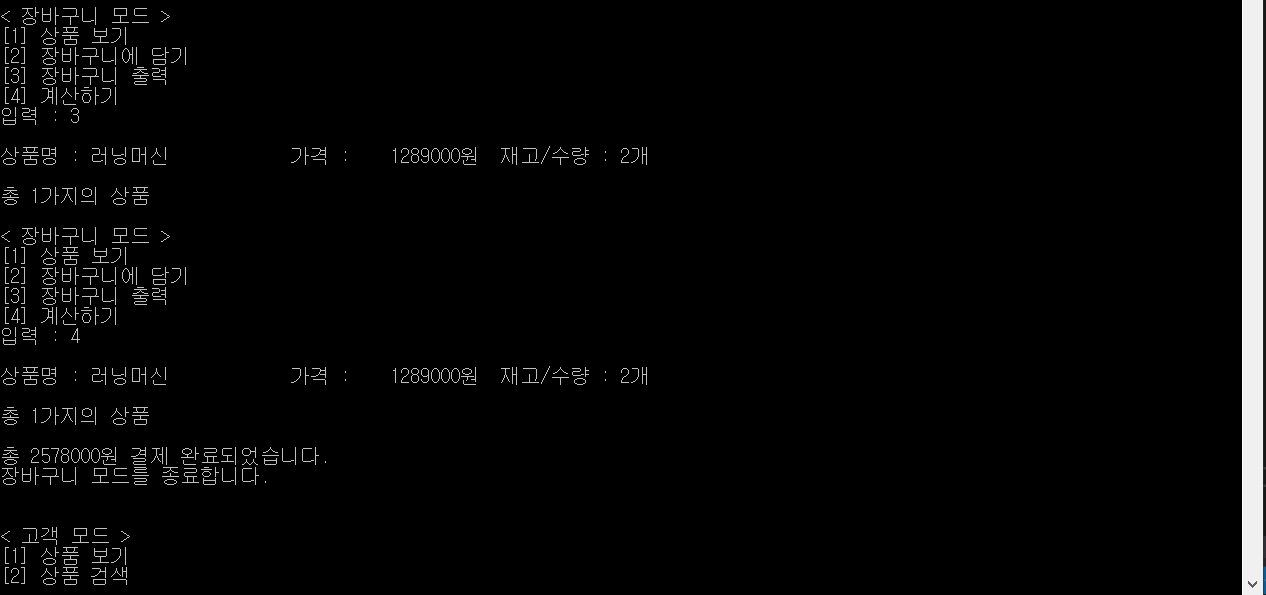 < 장바구니 모드 >
[1] 상품 보기
[2] 장바구니에 담기
[3] 장바구니 출력
[4] 계산하기
입력 : 3
상품명 : 러닝머신 가격 : 1289000원 재고/수량 : 2개
총 1가지의 상품
< 장바구니 모드 >
[1] 상품 보기
[2] 장바구니에 담기
[3] 장바구니 출력
[4] 계산하기
입력 : 4
상품명 : 러닝머신 가격 : 1289000원 재고/수량 : 2개
총 1가지의 상품
총 2578000원 결제 완료되었습니다.
장바구니 모드를 종료합니다.
< 고객 모드 >
[1] 상품 보기
[2] 상품 검색